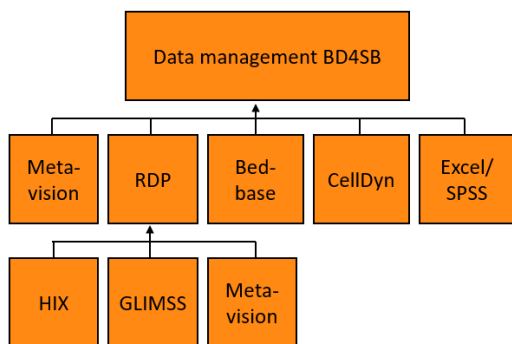 Data management BD4SB
Meta-
vision
RDP
Bed-
base
CellDyn
Excel/
SPSS
HIX
GLIMSS
Meta-
vision